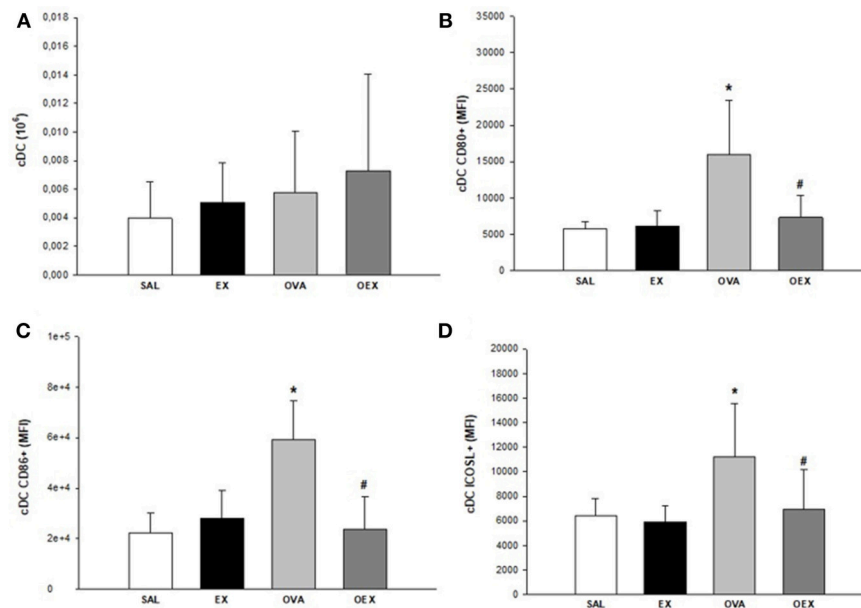 A
cDC (10⁶)
0,018
0,016
0,014
0,012
0,010
0,008
0,006
0,004
0,002
0,000
SAL EX OVA OEX
B
cDC CD80+ (MFI)
35000
30000
25000
20000
15000
10000
5000
0
*
#
SAL EX OVA OEX
C
cDC CD86+ (MFI)
1e+5
8e+4
6e+4
4e+4
2e+4
0
*
#
SAL EX OVA OEX
D
cDC ICOSL+ (MFI)
20000
18000
16000
14000
12000
10000
8000
6000
4000
2000
0
*
#
SAL EX OVA OEX